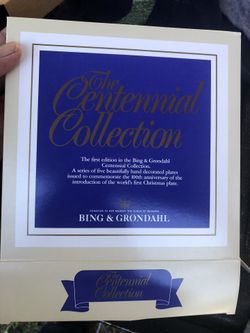 The
Centennial
Collection
The first edition in the Bing & Grondahl
Centennial Collection.
A series of five beautifully hand decorated plates
issued to commemorate the 100th anniversary of the
introduction of the world's first Christmas plate.
BING & GRONDAHL
The
Centennial
Collection